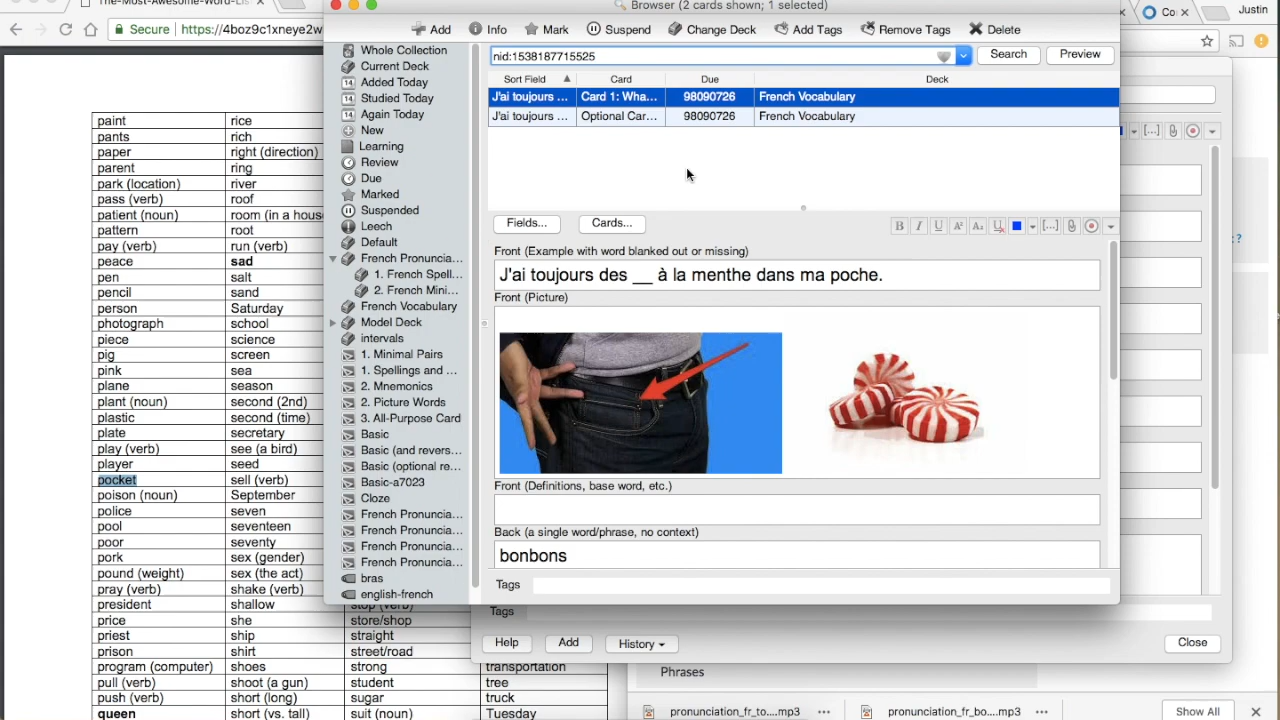 The-Most-Awesome-Word-Lis
Justin
Secure
https://4boz9c1xneye2w
Browser (2 cards shown; 1 selected)
Add
Info
Mark
Suspend
Change Deck
Add Tags
Remove Tags
Delete
nid:1538187715525
Search
Preview
Sort Field Card Due Deck
J'ai toujours ... Card 1: Wha... 98090726 French Vocabulary
J'ai toujours ... Optional Car... 98090726 French Vocabulary
Whole Collection
Current Deck
Added Today
Studied Today
Again Today
New
Learning
Review
Due
Marked
Suspended
Leech
Default
French Pronuncia...
1. French Spell...
2. French Mini...
French Vocabulary
Model Deck
intervals
1. Minimal Pairs
1. Spellings and ...
2. Mnemonics
2. Picture Words
3. All-Purpose Card
Basic
Basic (and revers...
Basic (optional re...
Basic-a7023
Cloze
French Pronuncia...
French Pronuncia...
French Pronuncia...
French Pronuncia...
bras
english-french
Fields...
Cards...
B I U A² A₂ U [...]
Front (Example with word blanked out or missing)
J'ai toujours des __ à la menthe dans ma poche.
Front (Picture)
Front (Definitions, base word, etc.)
Back (a single word/phrase, no context)
bonbons
Tags
Tags
Help
Add
History
Close
paint rice
pants rich
paper right (direction)
parent ring
park (location) river
pass (verb) roof
patient (noun) room (in a house
pattern root
pay (verb) run (verb)
peace sad
pen salt
pencil sand
person Saturday
photograph school
piece science
pig screen
pink sea
plane season
plant (noun) second (2nd)
plastic second (time)
plate secretary
play (verb) see (a bird)
player seed
pocket sell (verb)
poison (noun) September
police seven
pool seventeen
poor seventy
pork sex (gender)
pound (weight) sex (the act)
pray (verb) shake (verb)
president shallow stop (verb)
price she store/shop
priest ship straight
prison shirt street/road
program (computer) shoes strong transportation
pull (verb) shoot (a gun) student tree
push (verb) short (long) sugar truck
queen short (vs. tall) suit (noun) Tuesday
Phrases
pronunciation_fr_to....mp3
pronunciation_fr_bo....mp3
Show All